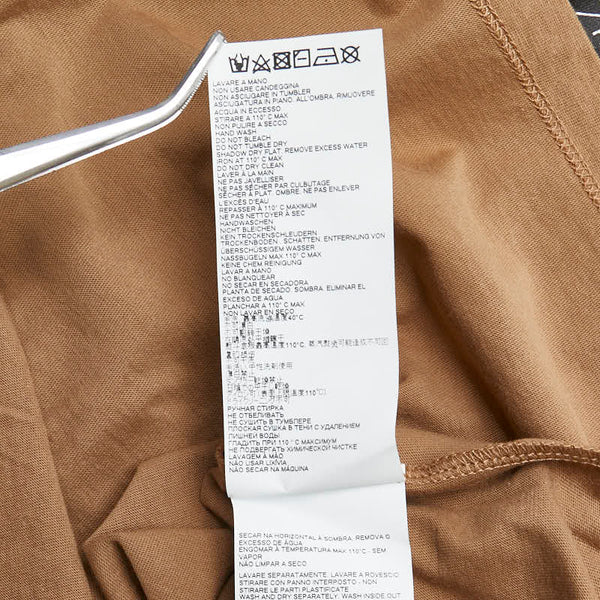 LAVARE A MANO
NON USARE CANDEGGINA
NON ASCIUGARE IN TUMBLER
ASCIUGATURA IN PIANO, ALL'OMBRA, RIMUOVERE
ACQUA IN ECCESSO
STIRARE A 110° C MAX
NON PULIRE A SECCO
HAND WASH
DO NOT BLEACH
DO NOT TUMBLE DRY
SHADOW DRY FLAT. REMOVE EXCESS WATER
IRON AT 110° C MAX
DO NOT DRY CLEAN
LAVER À LA MAIN
NE PAS JAVELLISER
NE PAS SÉCHER PAR CULBUTAGE
SÉCHER À PLAT, OMBRE, NE PAS ENLEVER
L'EXCÈS D'EAU
REPASSER À 110° C MAXIMUM
NE PAS NETTOYER À SEC
HANDWASCHEN
NICHT BLEICHEN
KEIN TROCKENSCHLEUDERN
TROCKENBODEN , SCHATTEN, ENTFERNUNG VON
ÜBERSCHÜSSIGEM WASSER
NASSBUGELN MAX 110° C MAX
KEINE CHEM.REINIGUNG
LAVAR A MANO
NO BLANQUEAR
NO SECAR EN SECADORA
PLANTA DE SECADO, SOMBRA, ELIMINAR EL
EXCESO DE AGUA
PLANCHAR A 110° C MAX
NON LAVAR EN SECO
40°C
110°C,
110°C)
РУЧНАЯ СТИРКА
НЕ ОТБЕЛИВАТЬ
НЕ СУШИТЬ В ТУМБЛЕРЕ
ПЛОСКАЯ СУШКА В ТЕНИ С УДАЛЕНИЕМ
ЛИШНЕЙ ВОДЫ
ГЛАДИТЬ ПРИ 110 ° C МАКСИМУМ
НЕ ПОДВЕРГАТЬ ХИМИЧЕСКОЙ ЧИСТКЕ
LAVAGEM À MÃO
NÃO USAR LIXÍVIA
NÃO SECAR NA MÁQUINA
SECAR NA HORIZONTAL À SOMBRA, REMOVA O
EXCESSO DE ÁGUA
ENGOMAR À TEMPERATURA MAX 110°C - SEM
VAPOR
NÃO LIMPAR A SECO
LAVARE SEPARATAMENTE. LAVARE A ROVESCIO
STIRARE CON PANNO INTERPOSTO - NON
STIRARE LE PARTI PLASTIFICATE
WASH AND DRY SEPARATELY. WASH INSIDE OUT